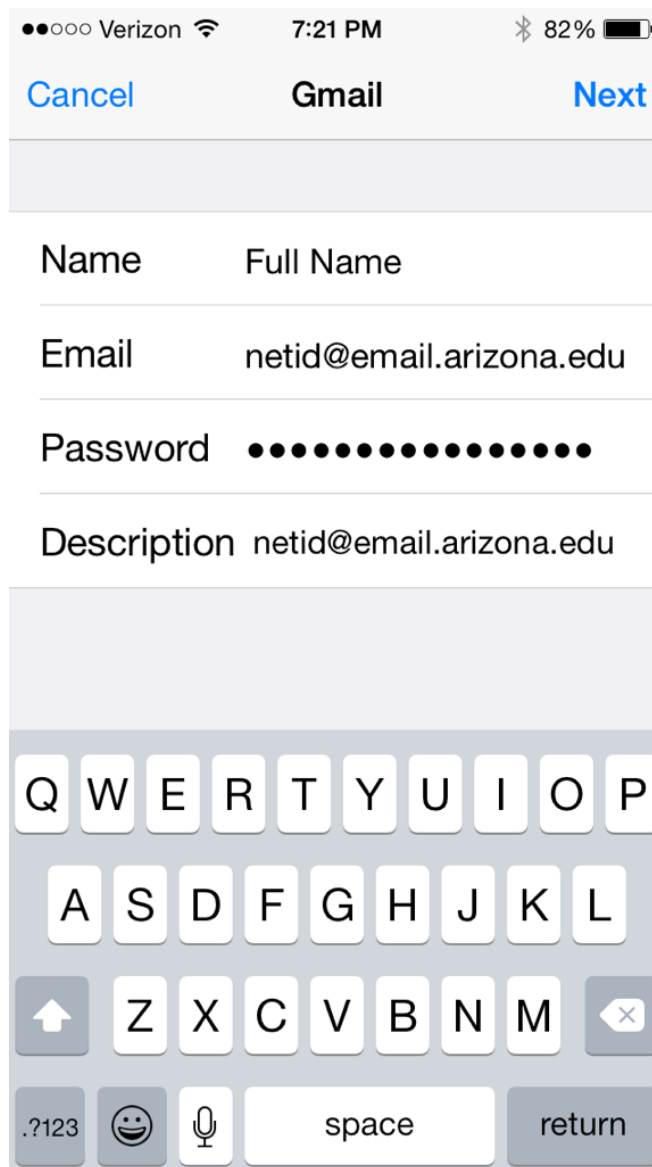 Verizon 7:21 PM 82%
Cancel Gmail Next
Name Full Name
Email netid@email.arizona.edu
Password ●●●●●●●●●●●●●●●●
Description netid@email.arizona.edu
Q W E R T Y U I O P
A S D F G H J K L
Z X C V B N M
.?123 space return